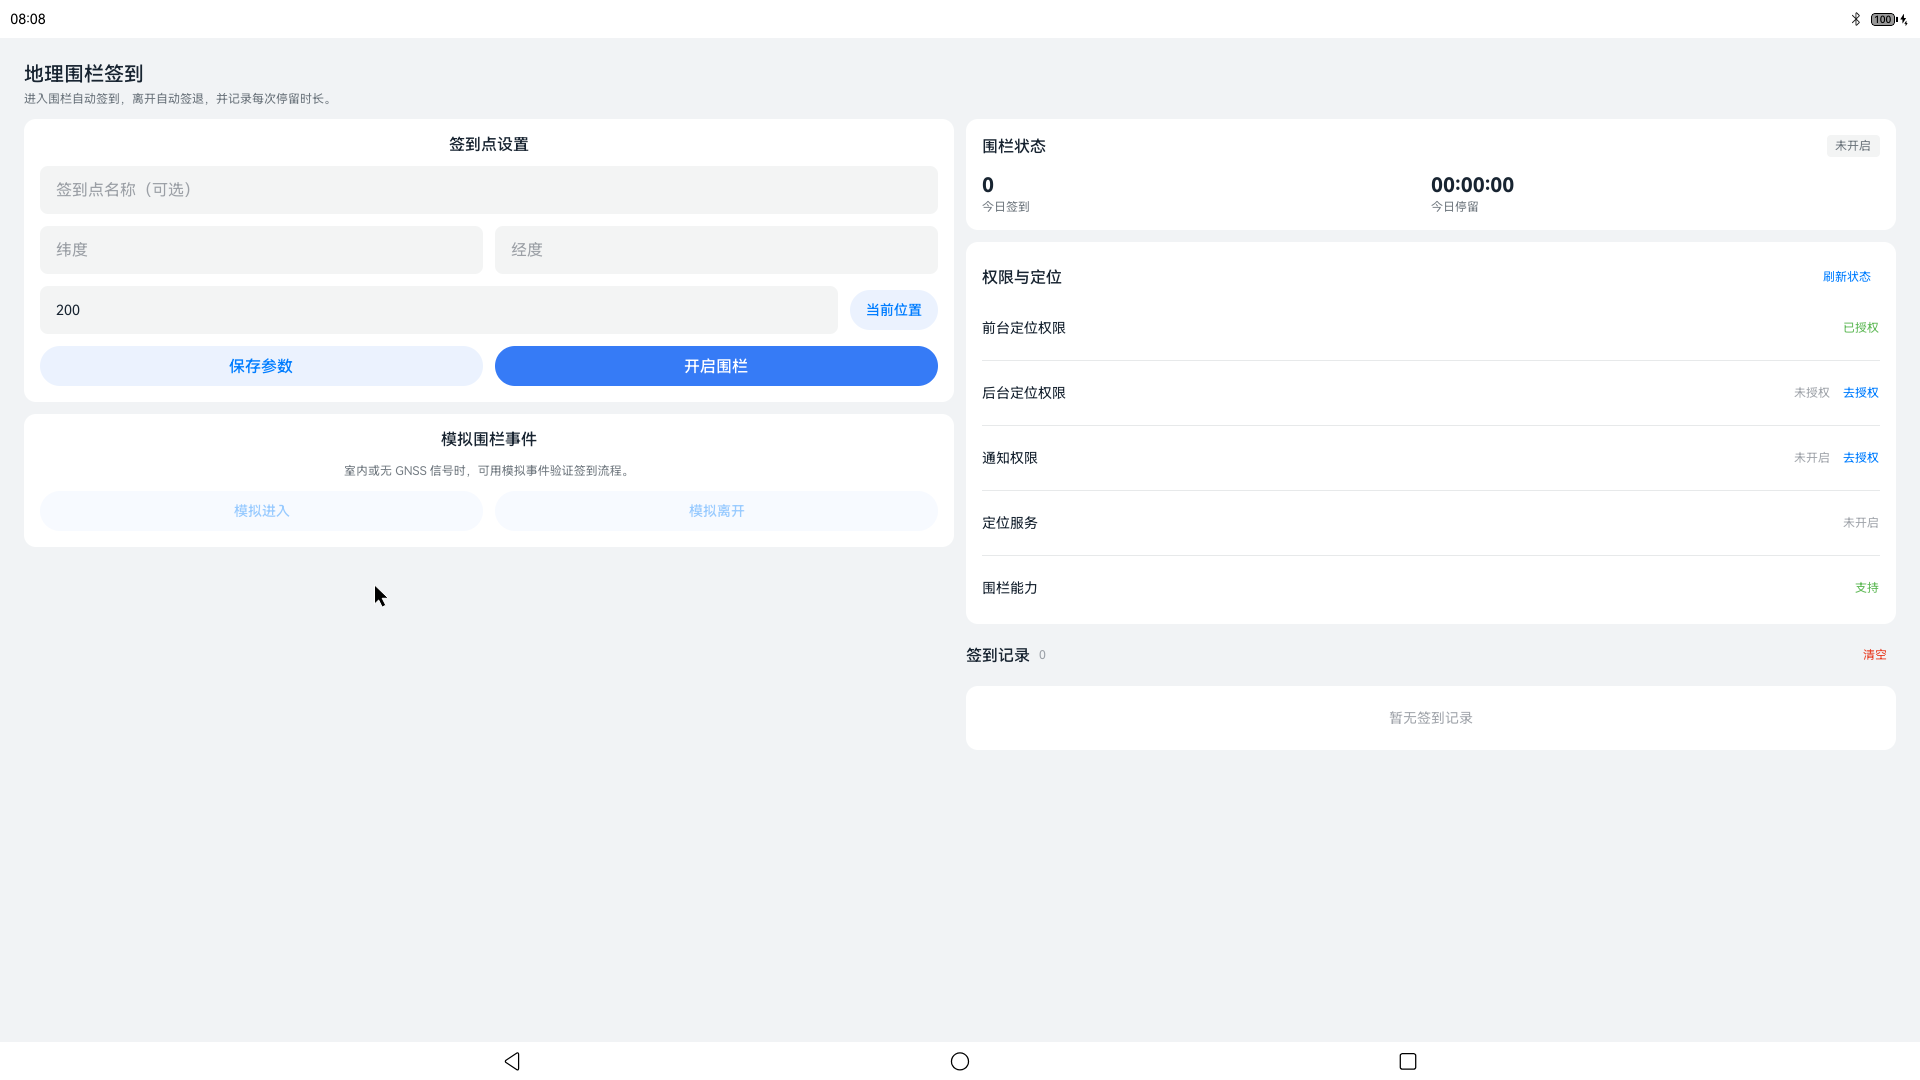 08:08
100
地理围栏签到
进入围栏自动签到，离开自动签退，并记录每次停留时长。
签到点设置
签到点名称（可选）
纬度
经度
200
当前位置
保存参数
开启围栏
模拟围栏事件
室内或无 GNSS 信号时，可用模拟事件验证签到流程。
模拟进入
模拟离开
围栏状态
未开启
0
00:00:00
今日签到
今日停留
权限与定位
刷新状态
前台定位权限
已授权
后台定位权限
未授权 去授权
通知权限
未开启 去授权
定位服务
未开启
围栏能力
支持
签到记录 0
清空
暂无签到记录